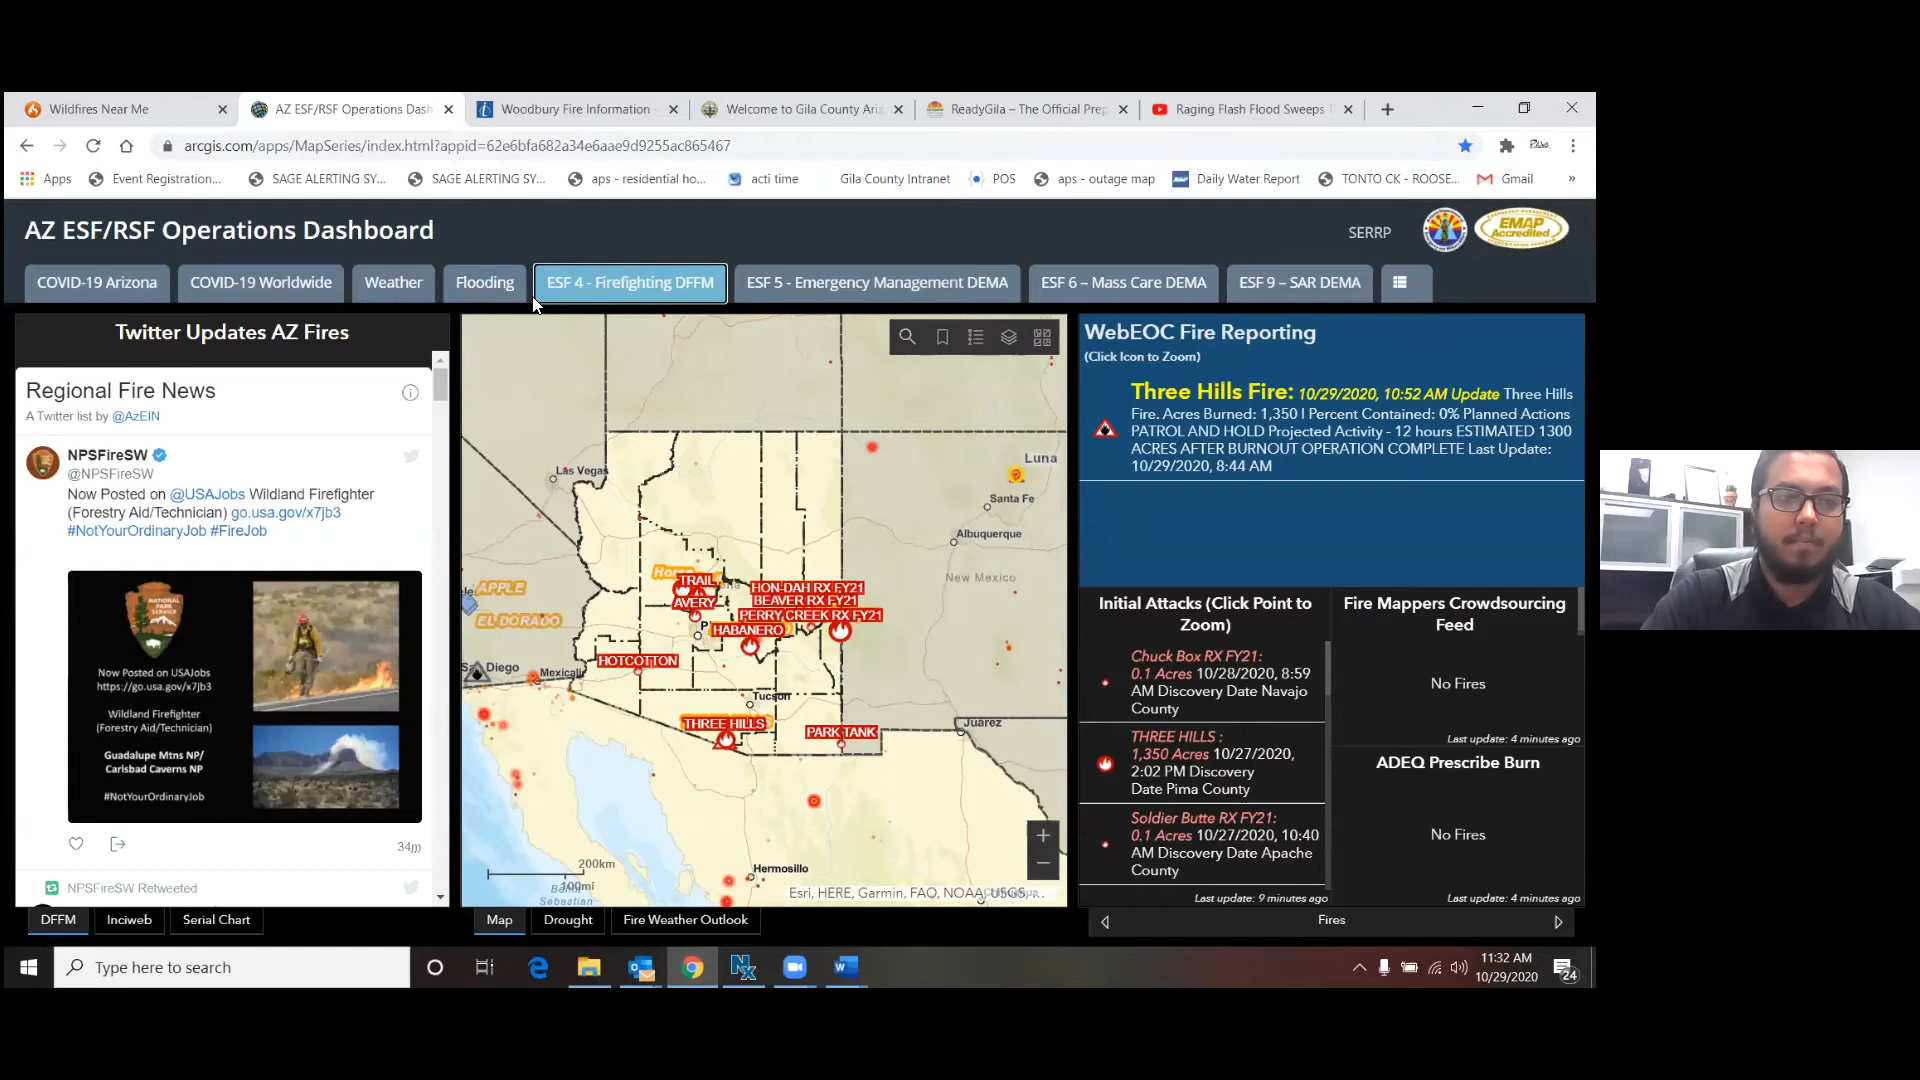 Wildfires Near Me
AZ ESF/RSF Operations Dash
Woodbury Fire Information
Welcome to Gila County Ariz
ReadyGila – The Official Prep
Raging Flash Flood Sweeps
arcgis.com/apps/MapSeries/index.html?appid=62e6bfa682a34e6aae9d9255ac865467
Apps
Event Registration...
SAGE ALERTING SY...
SAGE ALERTING SY...
aps - residential ho...
acti time
Gila County Intranet
POS
aps - outage map
Daily Water Report
TONTO CK - ROOSE...
Gmail
»
AZ ESF/RSF Operations Dashboard
SERRP
EMAP
Accredited
COVID-19 Arizona
COVID-19 Worldwide
Weather
Flooding
ESF 4 - Firefighting DFFM
ESF 5 - Emergency Management DEMA
ESF 6 – Mass Care DEMA
ESF 9 – SAR DEMA
Twitter Updates AZ Fires
Regional Fire News
A Twitter list by @AzEIN
NPSFireSW
@NPSFireSW
Now Posted on @USAJobs Wildland Firefighter
(Forestry Aid/Technician) go.usa.gov/x7jb3
#NotYourOrdinaryJob #FireJob
NATIONAL
PARK
SERVICE
Now Posted on USAJobs
https://go.usa.gov/x7jb3
Wildland Firefighter
(Forestry Aid/Technician)
Guadalupe Mtns NP/
Carlsbad Caverns NP
#NotYourOrdinaryJob
34m
NPSFireSW Retweeted
DFFM
Inciweb
Serial Chart
Las Vegas
Luna
Santa Fe
Albuquerque
New Mexico
APPLE
EL DORADO
TRAIL
AVERY
HON-DAH RX FY21
BEAVER RX FY21
PERRY CREEK RX FY21
HABANERO
HOTCOTTON
Diego
Mexicali
Tucson
THREE HILLS
PARK TANK
Juárez
Hermosillo
200km
100mi
Bahía
Sebastian
Esri, HERE, Garmin, FAO, NOAA, USGS, ...
Map
Drought
Fire Weather Outlook
WebEOC Fire Reporting
(Click Icon to Zoom)
Three Hills Fire: 10/29/2020, 10:52 AM Update Three Hills
Fire. Acres Burned: 1,350 I Percent Contained: 0% Planned Actions
PATROL AND HOLD Projected Activity - 12 hours ESTIMATED 1300
ACRES AFTER BURNOUT OPERATION COMPLETE Last Update:
10/29/2020, 8:44 AM
Initial Attacks (Click Point to
Zoom)
Chuck Box RX FY21:
0.1 Acres 10/28/2020, 8:59
AM Discovery Date Navajo
County
THREE HILLS :
1,350 Acres 10/27/2020,
2:02 PM Discovery
Date Pima County
Soldier Butte RX FY21:
0.1 Acres 10/27/2020, 10:40
AM Discovery Date Apache
County
Last update: 9 minutes ago
Fire Mappers Crowdsourcing
Feed
No Fires
Last update: 4 minutes ago
ADEQ Prescribe Burn
No Fires
Last update: 4 minutes ago
Fires
Type here to search
11:32 AM
10/29/2020
24